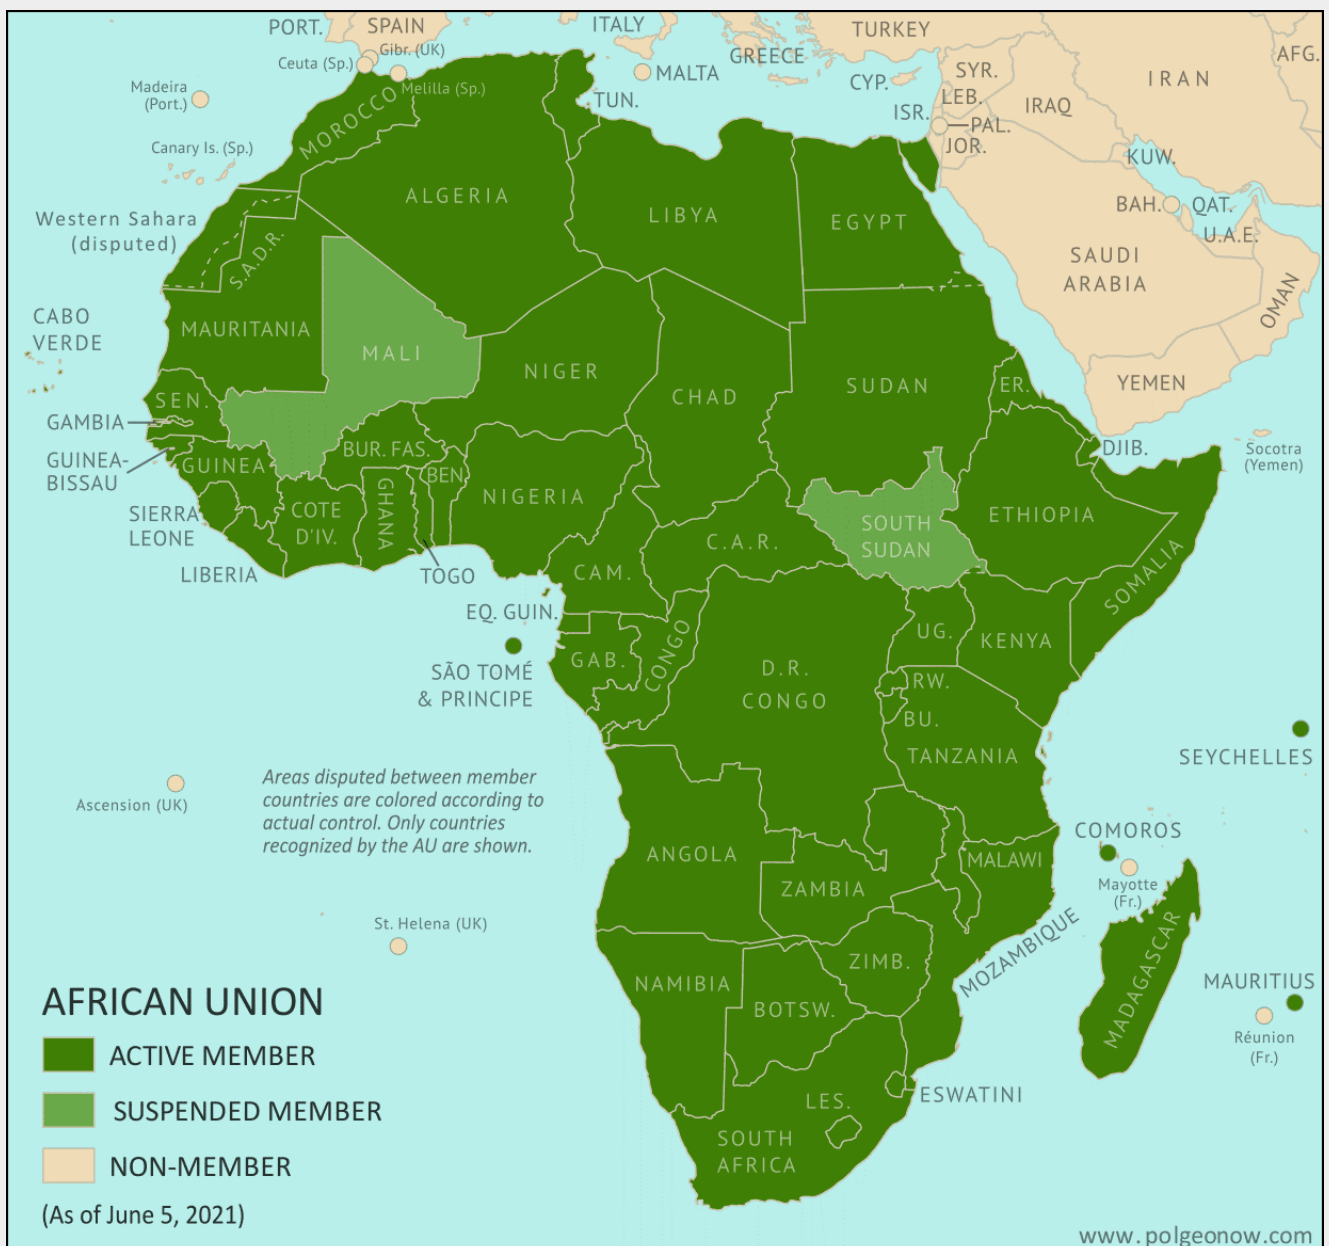 PORT.
SPAIN
ITALY
TURKEY
Gibr. (UK)
Ceuta (Sp.)
GREECE
AFG.
MALTA
SYR.
IRAN
CYP.
Madeira
(Port.)
Melilla (Sp.)
TUN.
LEB.
IRAQ
ISR.
PAL.
JOR.
MOROCCO
Canary Is. (Sp.)
KUW.
ALGERIA
LIBYA
EGYPT
BAH.
QAT.
U.A.E.
Western Sahara
(disputed)
S.A.D.R.
SAUDI
ARABIA
OMAN
CABO
VERDE
MAURITANIA
MALI
NIGER
CHAD
SUDAN
ER.
YEMEN
SEN.
GAMBIA
GUINEA-
BISSAU
GUINEA
BUR. FAS.
BEN.
NIGERIA
DJIB.
Socotra
(Yemen)
SIERRA
LEONE
COTE
D'IV.
GHANA
ETHIOPIA
SOUTH
SUDAN
C.A.R.
SOMALIA
LIBERIA
TOGO
CAM.
EQ. GUIN.
UG.
KENYA
GAB.
CONGO
D.R.
CONGO
SÃO TOMÉ
& PRINCIPE
RW.
BU.
TANZANIA
SEYCHELLES
Ascension (UK)
Areas disputed between member
countries are colored according to
actual control. Only countries
recognized by the AU are shown.
COMOROS
Mayotte
(Fr.)
ANGOLA
ZAMBIA
MALAWI
St. Helena (UK)
MOZAMBIQUE
MADAGASCAR
ZIMB.
NAMIBIA
BOTSW.
MAURITIUS
Réunion
(Fr.)
ESWATINI
LES.
SOUTH
AFRICA
AFRICAN UNION
ACTIVE MEMBER
SUSPENDED MEMBER
NON-MEMBER
(As of June 5, 2021)
www.polgeonow.com